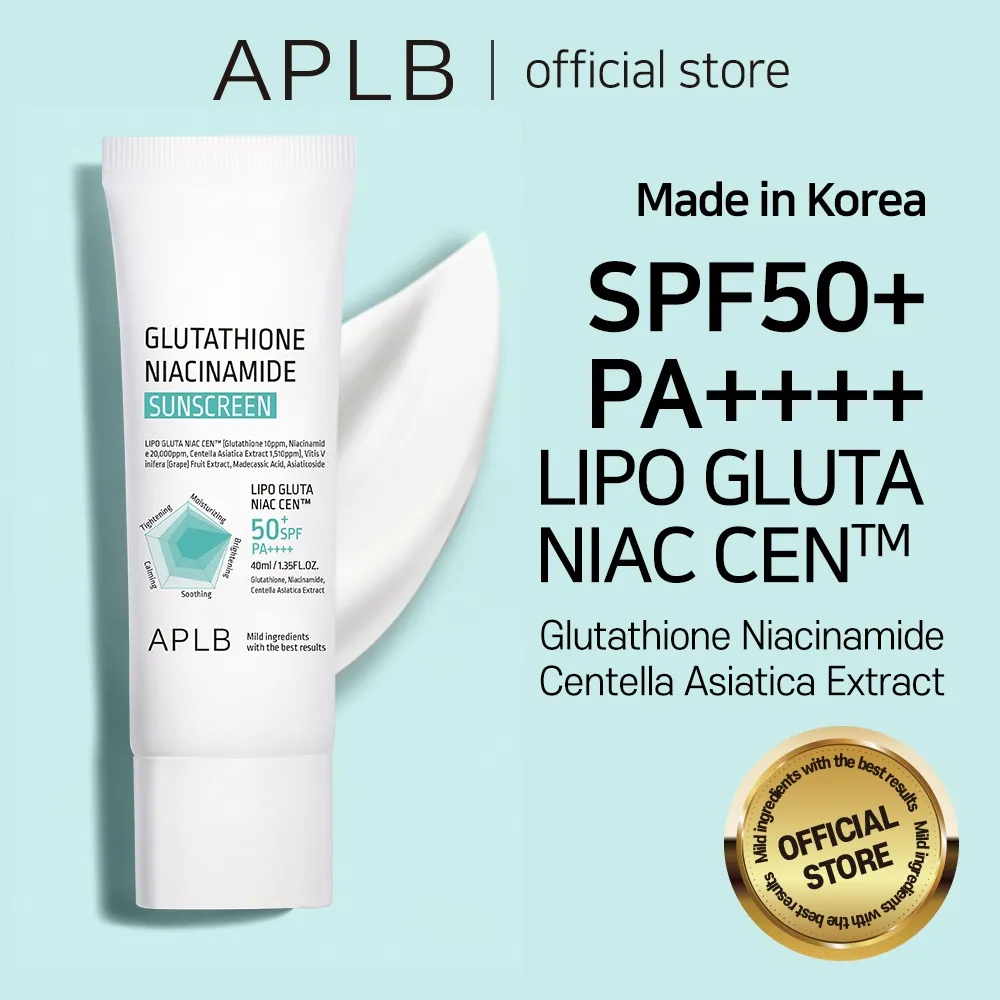 APLB | official store
Made in Korea
SPF50+
PA++++
LIPO GLUTA
NIAC CEN™
Glutathione Niacinamide
Centella Asiatica Extract
GLUTATHIONE
NIACINAMIDE
SUNSCREEN
LIPO GLUTA NIAC CEN™ [Glutathione 10ppm, Niacinamid
e 20,000ppm, Centella Asiatica Extract 1,510ppm), Vitis V
inifera [Grape] Fruit Extract, Madecassic Acid, Asiaticoside
Moisturizing
Tightening
Brightening
Calming
Soothing
LIPO GLUTA
NIAC CEN™
50+ SPF
PA++++
40ml / 1.35FL.OZ.
Glutathione, Niacinamide,
Centella Asiatica Extract
APLB
Mild ingredients
with the best results
Mild ingredients with the best results
OFFICIAL
STORE
Mild ingredients with the best results